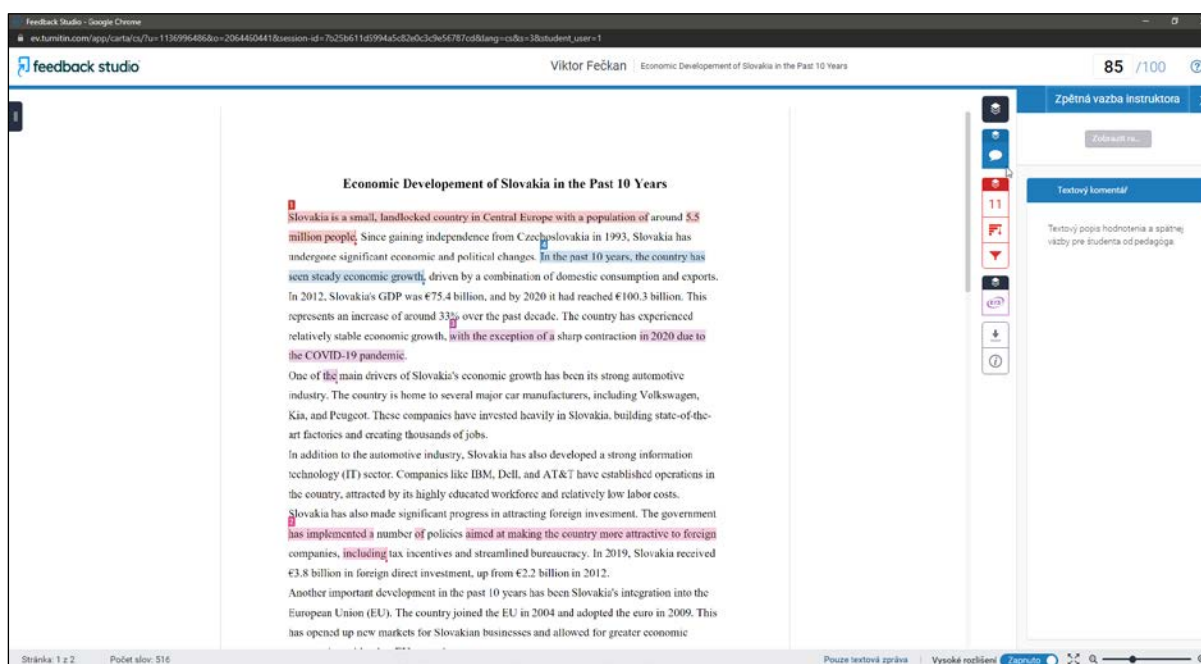 Feedback Studio - Google Chrome
ev.turnitin.com/app/carta/cs/?u=1136996486&o=2064460441&session-id=7b25b611d5994a5c82e0c3c9e56787cd&lang=cs&s=3&student_user=1
feedback studio
Viktor Fečkan
Economic Developement of Slovakia in the Past 10 Years
85 /100
Economic Developement of Slovakia in the Past 10 Years
1
Slovakia is a small, landlocked country in Central Europe with a population of around 5.5
million people. Since gaining independence from Czechoslovakia in 1993, Slovakia has
4
undergone significant economic and political changes. In the past 10 years, the country has
seen steady economic growth, driven by a combination of domestic consumption and exports.
In 2012, Slovakia's GDP was €75.4 billion, and by 2020 it had reached €100.3 billion. This
represents an increase of around 33% over the past decade. The country has experienced
3
relatively stable economic growth, with the exception of a sharp contraction in 2020 due to
the COVID-19 pandemic.
One of the main drivers of Slovakia's economic growth has been its strong automotive
industry. The country is home to several major car manufacturers, including Volkswagen,
Kia, and Peugeot. These companies have invested heavily in Slovakia, building state-of-the-
art factories and creating thousands of jobs.
In addition to the automotive industry, Slovakia has also developed a strong information
technology (IT) sector. Companies like IBM, Dell, and AT&T have established operations in
the country, attracted by its highly educated workforce and relatively low labor costs.
Slovakia has also made significant progress in attracting foreign investment. The government
2
has implemented a number of policies aimed at making the country more attractive to foreign
companies, including tax incentives and streamlined bureaucracy. In 2019, Slovakia received
€3.8 billion in foreign direct investment, up from €2.2 billion in 2012.
Another important development in the past 10 years has been Slovakia's integration into the
European Union (EU). The country joined the EU in 2004 and adopted the euro in 2009. This
has opened up new markets for Slovakian businesses and allowed for greater economic
11
ETS
Zpětná vazba instruktora
Zobrazit ru...
Textový komentář
Textový popis hodnotenia a spätnej
väzby pre študenta od pedagóga.
Stránka: 1 z 2
Počet slov: 516
Pouze textová zpráva
Vysoké rozlišení
Zapnuto